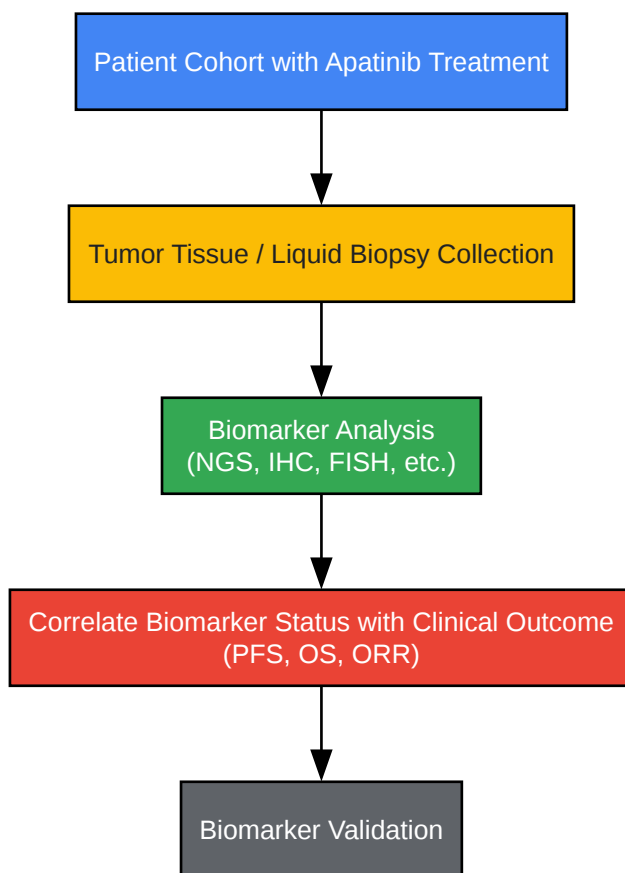 Patient Cohort with Apatinib Treatment
Tumor Tissue / Liquid Biopsy Collection
Biomarker Analysis
(NGS, IHC, FISH, etc.)
Correlate Biomarker Status with Clinical Outcome
(PFS, OS, ORR)
Biomarker Validation